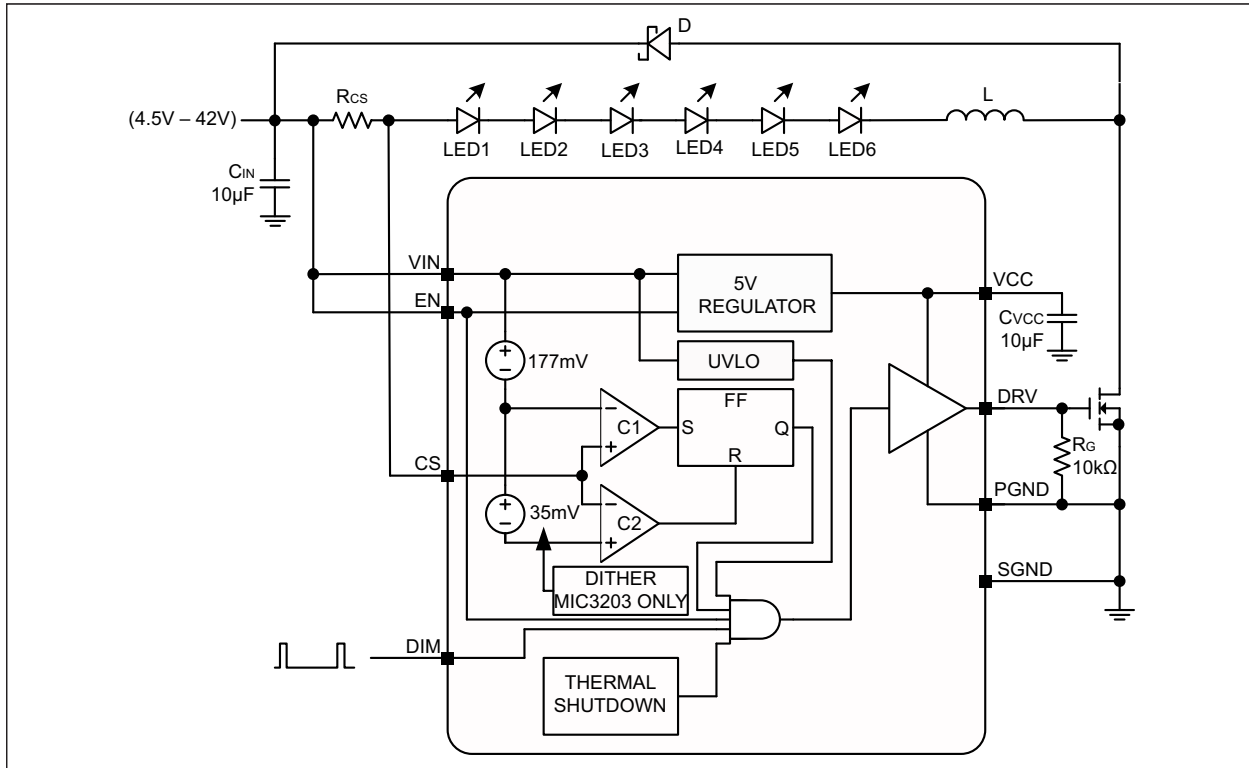 D
(4.5V – 42V)
RCS
LED1
LED2
LED3
LED4
LED5
LED6
L
CIN
10µF
VIN
EN
5V
REGULATOR
VCC
CVCC
10µF
177mV
UVLO
DRV
C1
FF
S
Q
R
CS
RG
10kΩ
35mV
C2
PGND
DITHER
MIC3203 ONLY
SGND
DIM
THERMAL
SHUTDOWN